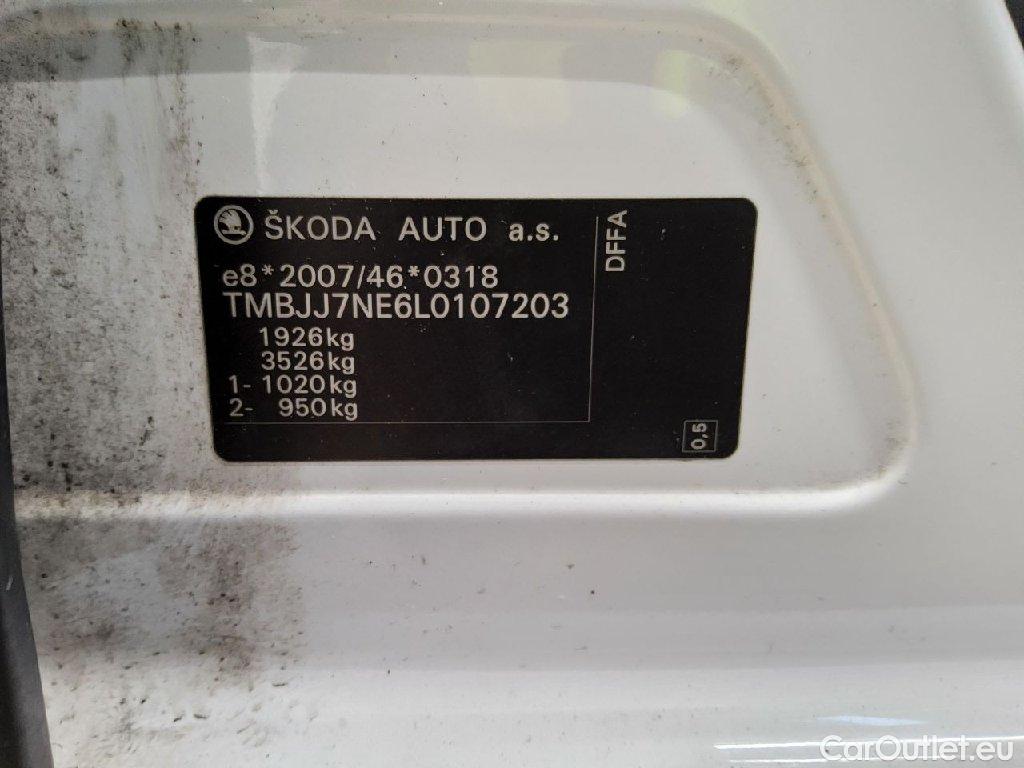 ŠKODA AUTO a.s.
e8*2007/46*0318
TMBJJ7NE6L0107203
1926kg
3526kg
1- 1020kg
2- 950kg
DFFA
0,5
CarOutlet.eu